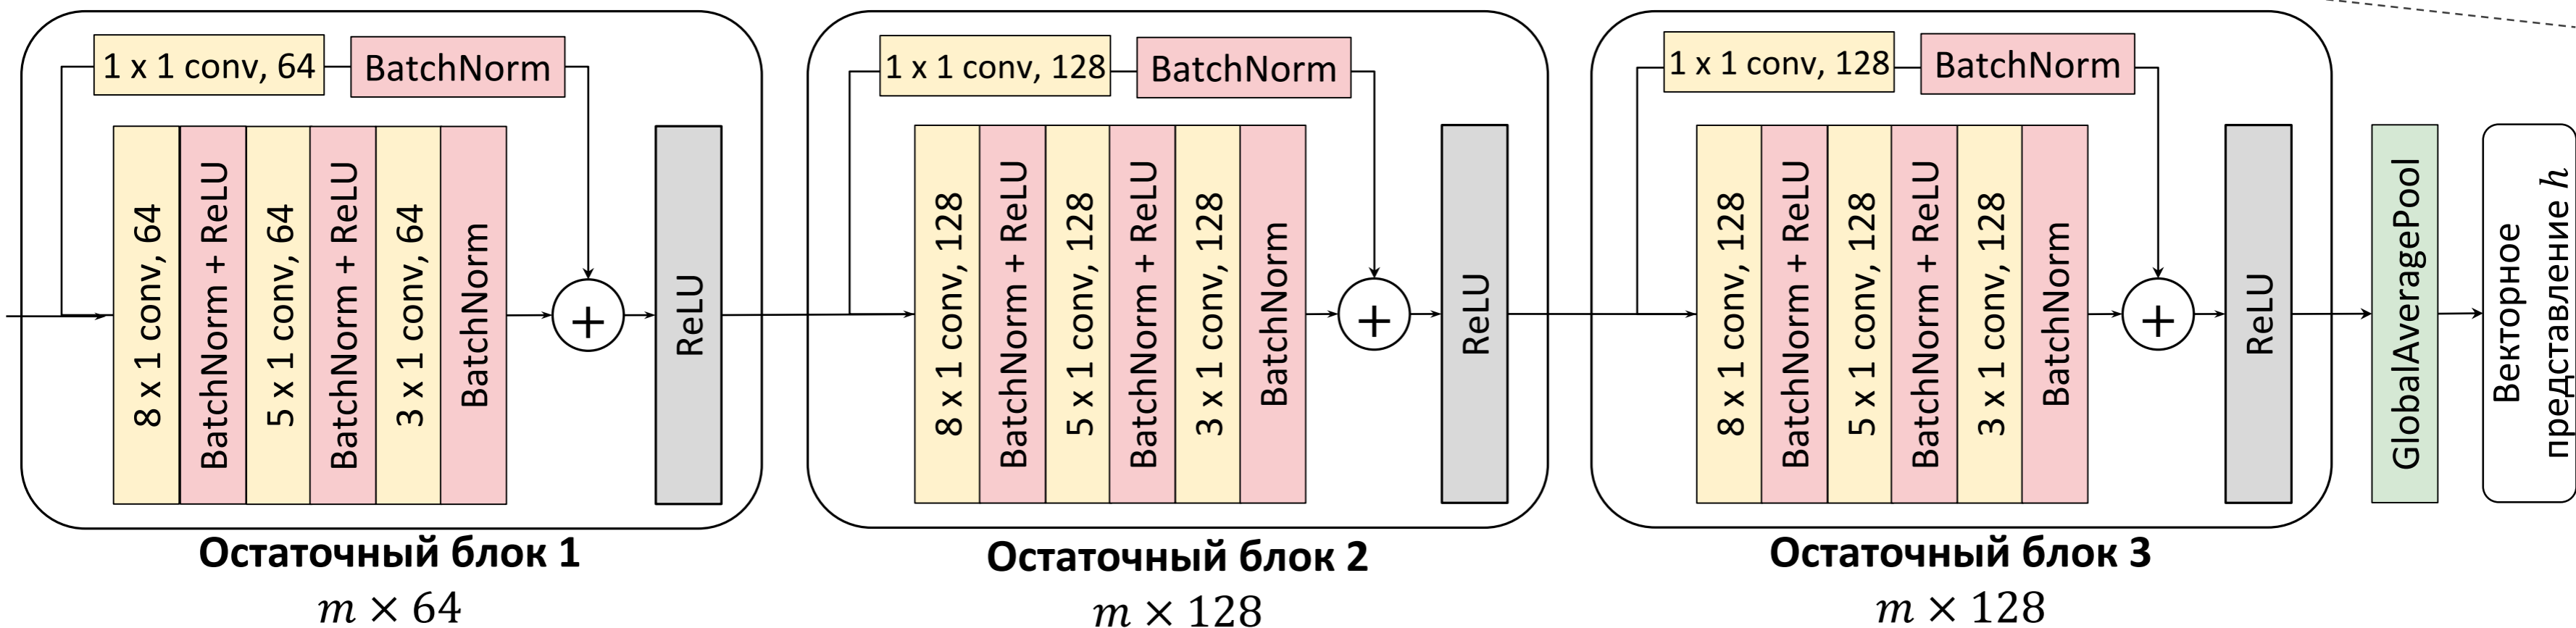 1 x 1 conv, 64
BatchNorm
8 x 1 conv, 64
BatchNorm + ReLU
5 x 1 conv, 64
BatchNorm + ReLU
3 x 1 conv, 64
BatchNorm
+
ReLU
Остаточный блок 1
m × 64
1 x 1 conv, 128
BatchNorm
8 x 1 conv, 128
BatchNorm + ReLU
5 x 1 conv, 128
BatchNorm + ReLU
3 x 1 conv, 128
BatchNorm
+
ReLU
Остаточный блок 2
m × 128
1 x 1 conv, 128
BatchNorm
8 x 1 conv, 128
BatchNorm + ReLU
5 x 1 conv, 128
BatchNorm + ReLU
3 x 1 conv, 128
BatchNorm
+
ReLU
Остаточный блок 3
m × 128
GlobalAveragePool
Векторное
представление h